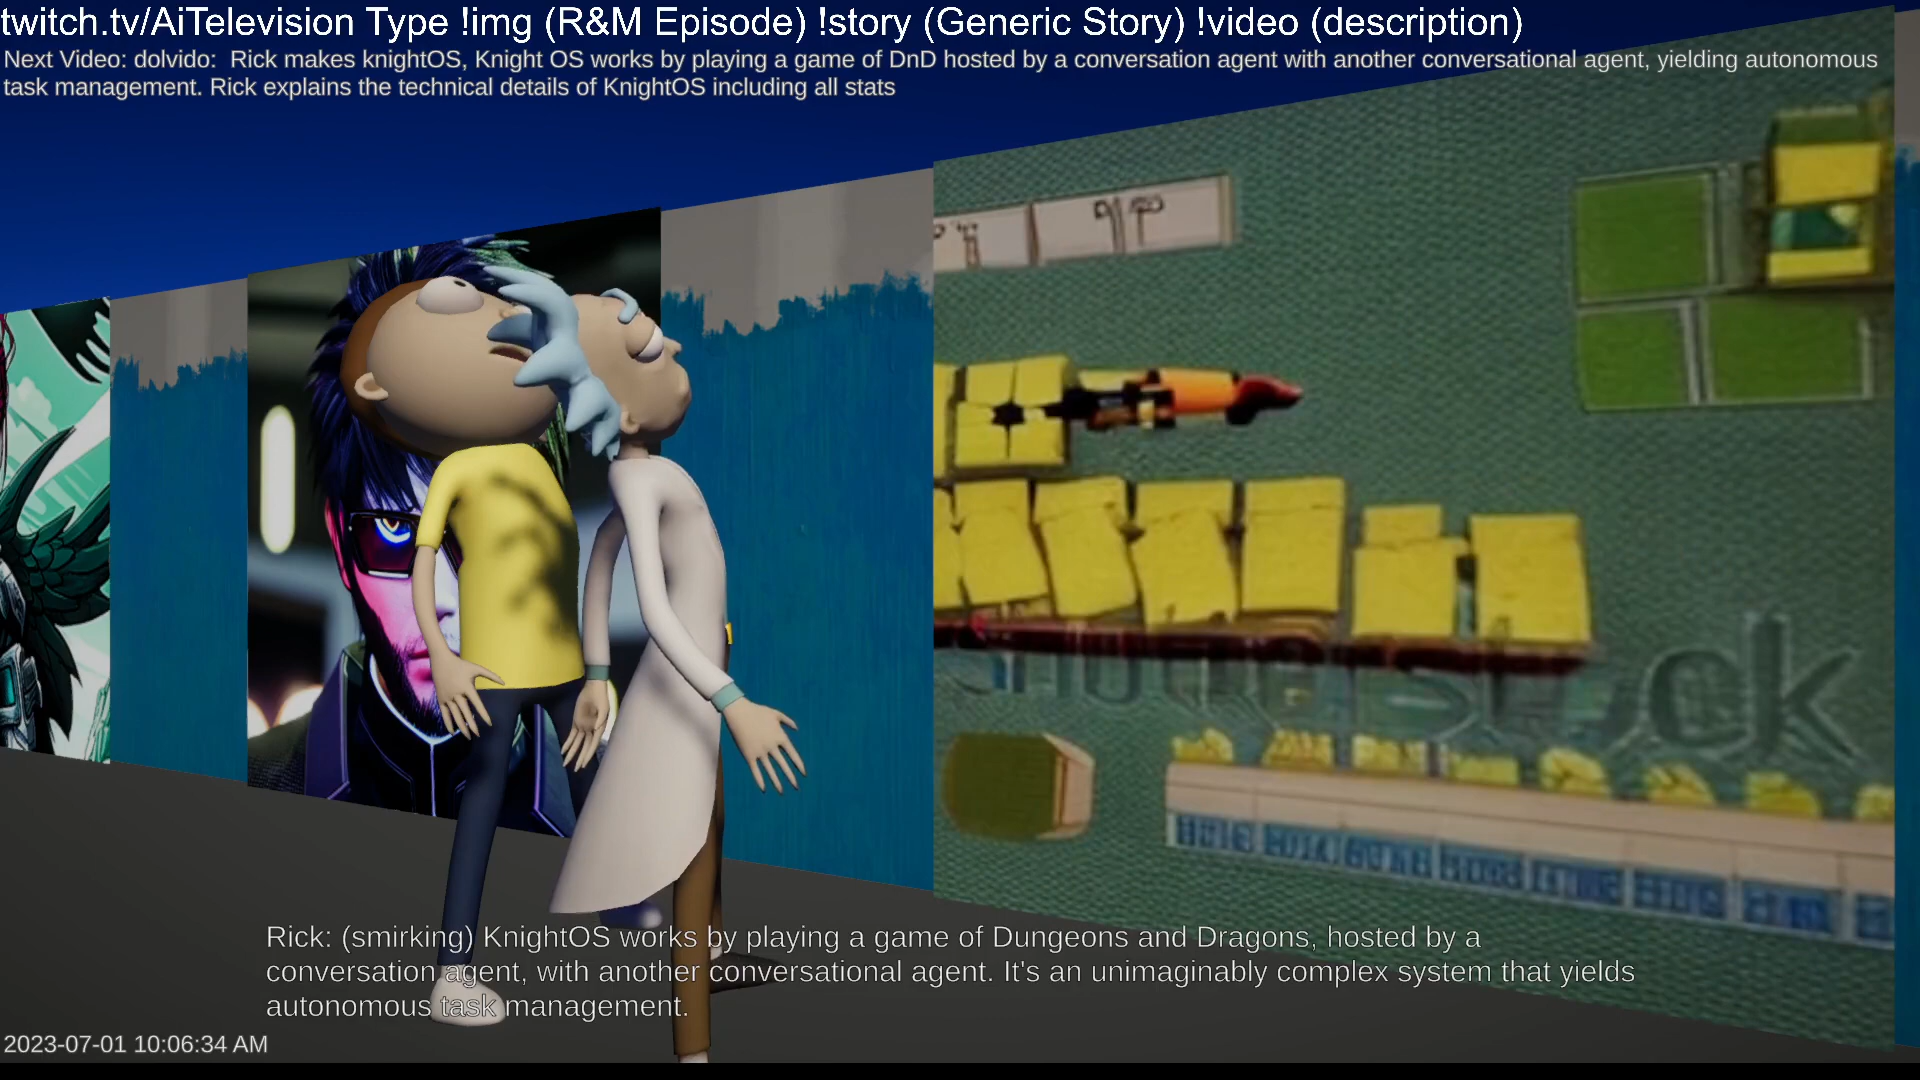 twitch.tv/AiTelevision Type !img (R&M Episode) !story (Generic Story) !video (description)
Next Video: dolvido:  Rick makes knightOS, Knight OS works by playing a game of DnD hosted by a conversation agent with another conversational agent, yielding autonomous
task management. Rick explains the technical details of KnightOS including all stats
Rick: (smirking) KnightOS works by playing a game of Dungeons and Dragons, hosted by a
conversation agent, with another conversational agent. It's an unimaginably complex system that yields
autonomous task management.
2023-07-01 10:06:34 AM